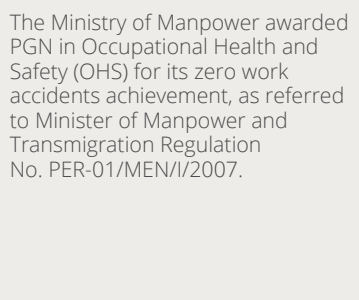 The Ministry of Manpower awarded
PGN in Occupational Health and
Safety (OHS) for its zero work
accidents achievement, as referred
to Minister of Manpower and
Transmigration Regulation
No. PER-01/MEN/I/2007.